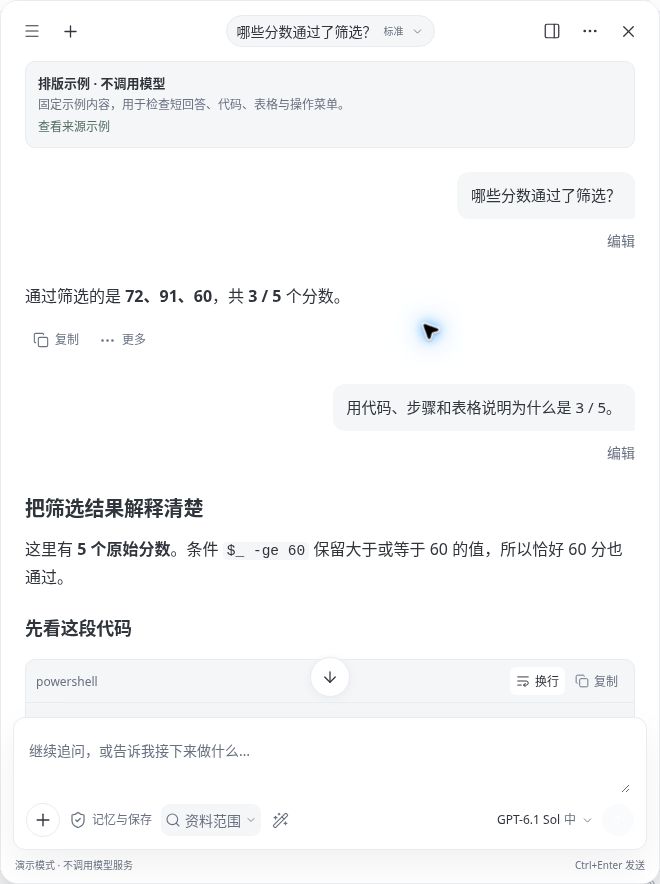 哪些分数通过了筛选? 标准
排版示例 · 不调用模型
固定示例内容，用于检查短回答、代码、表格与操作菜单。
查看来源示例
哪些分数通过了筛选?
编辑
通过筛选的是 72、91、60，共 3 / 5 个分数。
复制 ··· 更多
用代码、步骤和表格说明为什么是 3 / 5。
编辑
把筛选结果解释清楚
这里有 5 个原始分数。条件 $_ -ge 60 保留大于或等于 60 的值，所以恰好 60 分也
通过。
先看这段代码
powershell 换行 复制
继续追问，或告诉我接下来做什么...
记忆与保存 资料范围 GPT-6.1 Sol 中
演示模式 · 不调用模型服务 Ctrl+Enter 发送